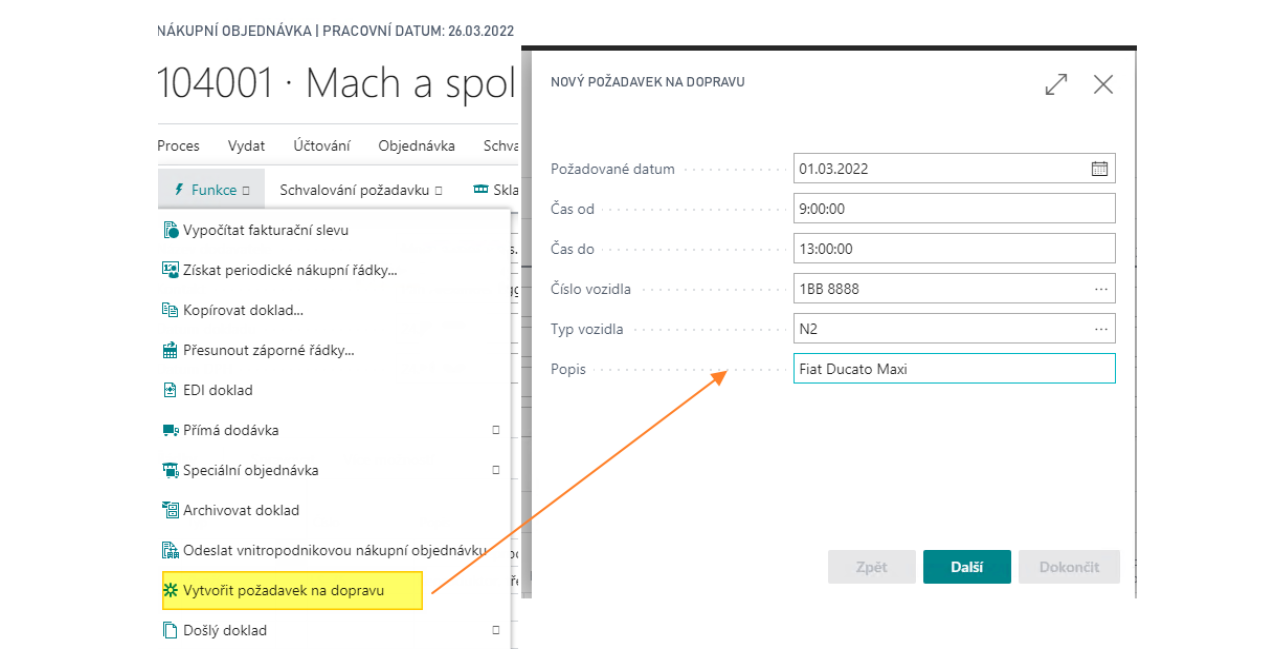 NÁKUPNÍ OBJEDNÁVKA | PRACOVNÍ DATUM: 26.03.2022
104001 · Mach a spol
Proces Vydat Účtování Objednávka Schva
Funkce Schvalování požadavku Skla
Vypočítat fakturační slevu
Získat periodické nákupní řádky...
Kopírovat doklad...
Přesunout záporné řádky...
EDI doklad
Přímá dodávka
Speciální objednávka
Archivovat doklad
Odeslat vnitropodnikovou nákupní objednávku
Vytvořit požadavek na dopravu
Došlý doklad
NOVÝ POŽADAVEK NA DOPRAVU
Požadované datum 01.03.2022
Čas od 9:00:00
Čas do 13:00:00
Číslo vozidla 1BB 8888
Typ vozidla N2
Popis Fiat Ducato Maxi
Zpět Další Dokončit